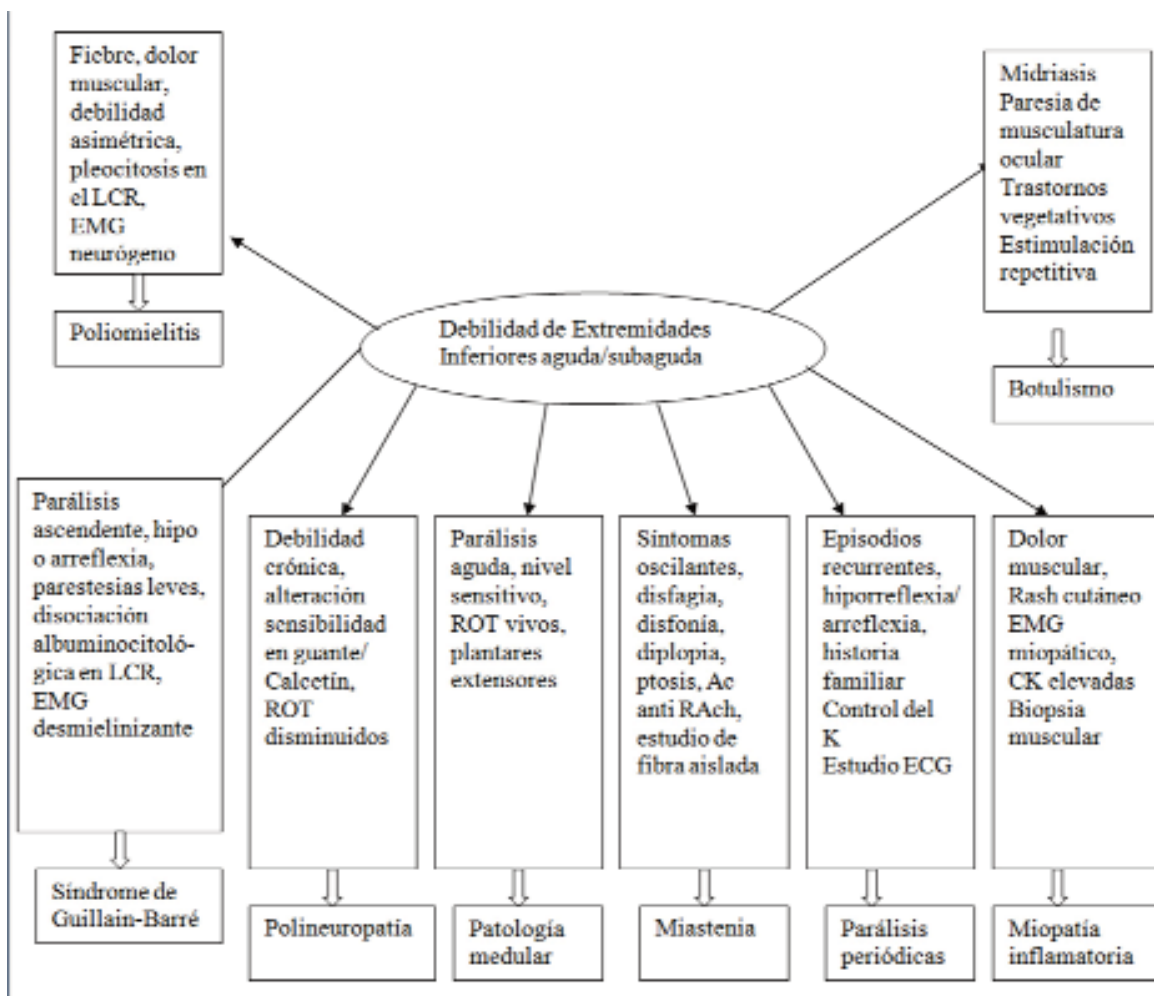 Fiebre, dolor
muscular,
debilidad
asimétrica,
pleocitosis en
el LCR,
EMG
neurógeno
Poliomielitis
Midriasis
Paresia de
musculatura
ocular
Trastornos
vegetativos
Estimulación
repetitiva
Botulismo
Debilidad de Extremidades
Inferiores aguda/subaguda
Parálisis
ascendente, hipo
o arreflexia,
parestesias leves,
disociación
albuminocitoló-
gica en LCR,
EMG
desmielinizante
Síndrome de
Guillain-Barré
Debilidad
crónica,
alteración
sensibilidad
en guante/
Calcetín,
ROT
disminuidos
Polineuropatía
Parálisis
aguda, nivel
sensitivo,
ROT vivos,
plantares
extensores
Patología
medular
Síntomas
oscilantes,
disfagia,
disfonía,
diplopia,
ptosis, Ac
anti RAch,
estudio de
fibra aislada
Miastenia
Episodios
recurrentes,
hiporreflexia/
arreflexia,
historia
familiar
Control del
K
Estudio ECG
Parálisis
periódicas
Dolor
muscular,
Rash cutáneo
EMG
miopático,
CK elevadas
Biopsia
muscular
Miopatía
inflamatoria